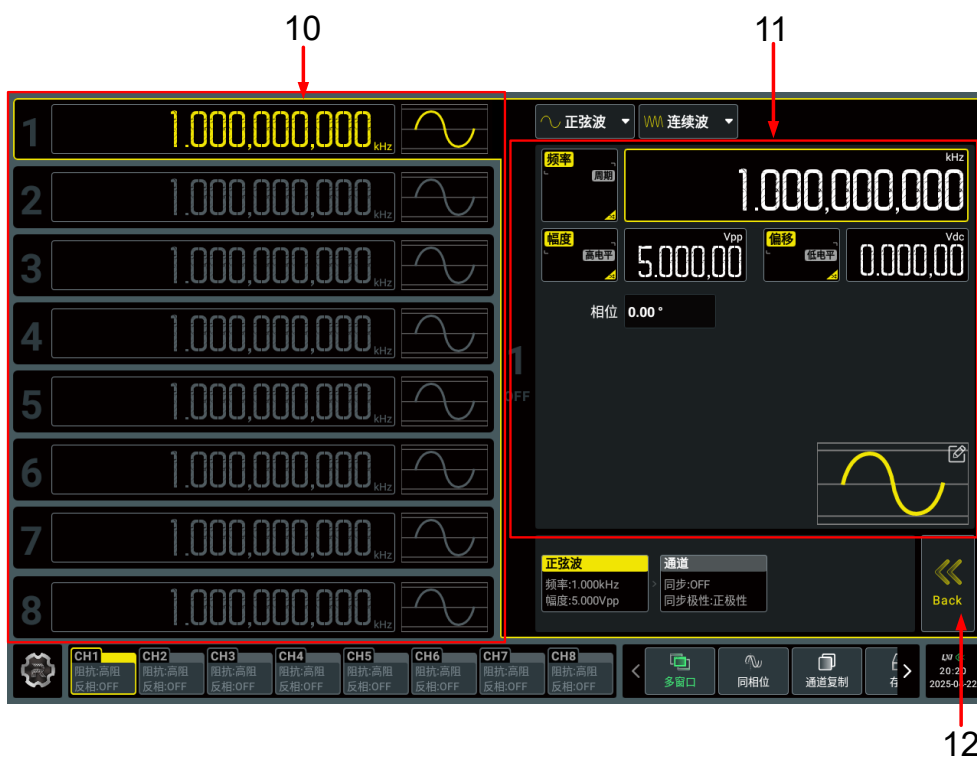 10
11
1
1.000,000,000 kHz
2
1.000,000,000 kHz
3
1.000,000,000 kHz
4
1.000,000,000 kHz
5
1.000,000,000 kHz
6
1.000,000,000 kHz
7
1.000,000,000 kHz
8
1.000,000,000 kHz
正弦波
连续波
频率
周期
kHz
1.000,000,000
幅度
高电平
Vpp
5.000,00
偏移
低电平
Vdc
0.000,00
相位 0.00 °
1
OFF
正弦波
频率:1.000kHz
幅度:5.000Vpp
通道
同步:OFF
同步极性:正极性
Back
CH1
阻抗:高阻
反相:OFF
CH2
阻抗:高阻
反相:OFF
CH3
阻抗:高阻
反相:OFF
CH4
阻抗:高阻
反相:OFF
CH5
阻抗:高阻
反相:OFF
CH6
阻抗:高阻
反相:OFF
CH7
阻抗:高阻
反相:OFF
CH8
阻抗:高阻
反相:OFF
多窗口
同相位
通道复制
存
12